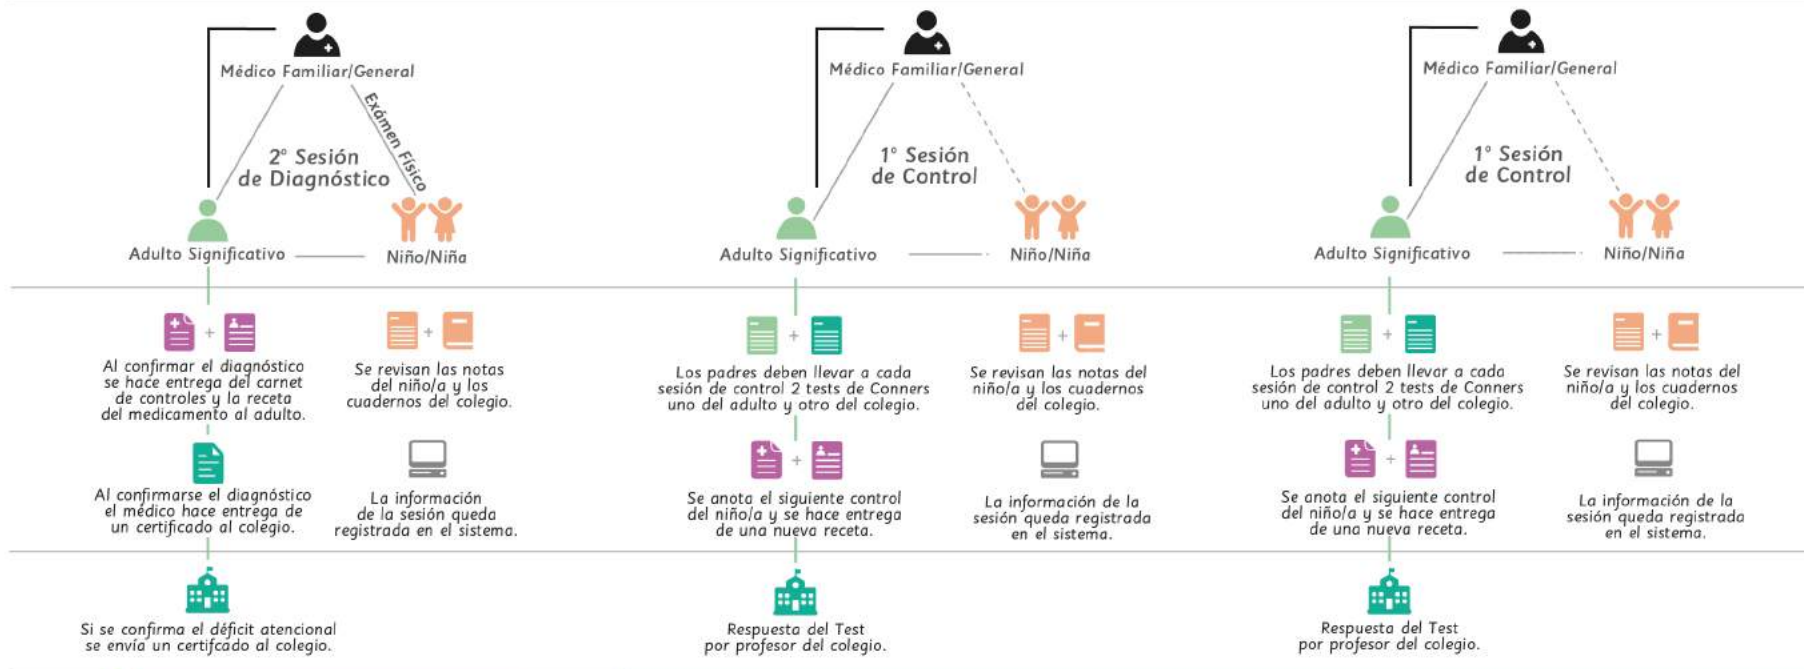 Médico Familiar/General
Exámen Físico
2° Sesión
de Diagnóstico
Adulto Significativo
Niño/Niña
Al confirmar el diagnóstico
se hace entrega del carnet
de controles y la receta
del medicamento al adulto.
Se revisan las notas
del niño/a y los
cuadernos del colegio.
Al confirmarse el diagnóstico
el médico hace entrega de
un certificado al colegio.
La información
de la sesión queda
registrada en el sistema.
Si se confirma el déficit atencional
se envía un certifcado al colegio.
Médico Familiar/General
1° Sesión
de Control
Adulto Significativo
Niño/Niña
Los padres deben llevar a cada
sesión de control 2 tests de Conners
uno del adulto y otro del colegio.
Se revisan las notas del
niño/a y los cuadernos
del colegio.
Se anota el siguiente control
del niño/a y se hace entrega
de una nueva receta.
La información de la
sesión queda registrada
en el sistema.
Respuesta del Test
por profesor del colegio.
Médico Familiar/General
1° Sesión
de Control
Adulto Significativo
Niño/Niña
Los padres deben llevar a cada
sesión de control 2 tests de Conners
uno del adulto y otro del colegio.
Se revisan las notas del
niño/a y los cuadernos
del colegio.
Se anota el siguiente control
del niño/a y se hace entrega
de una nueva receta.
La información de la
sesión queda registrada
en el sistema.
Respuesta del Test
por profesor del colegio.